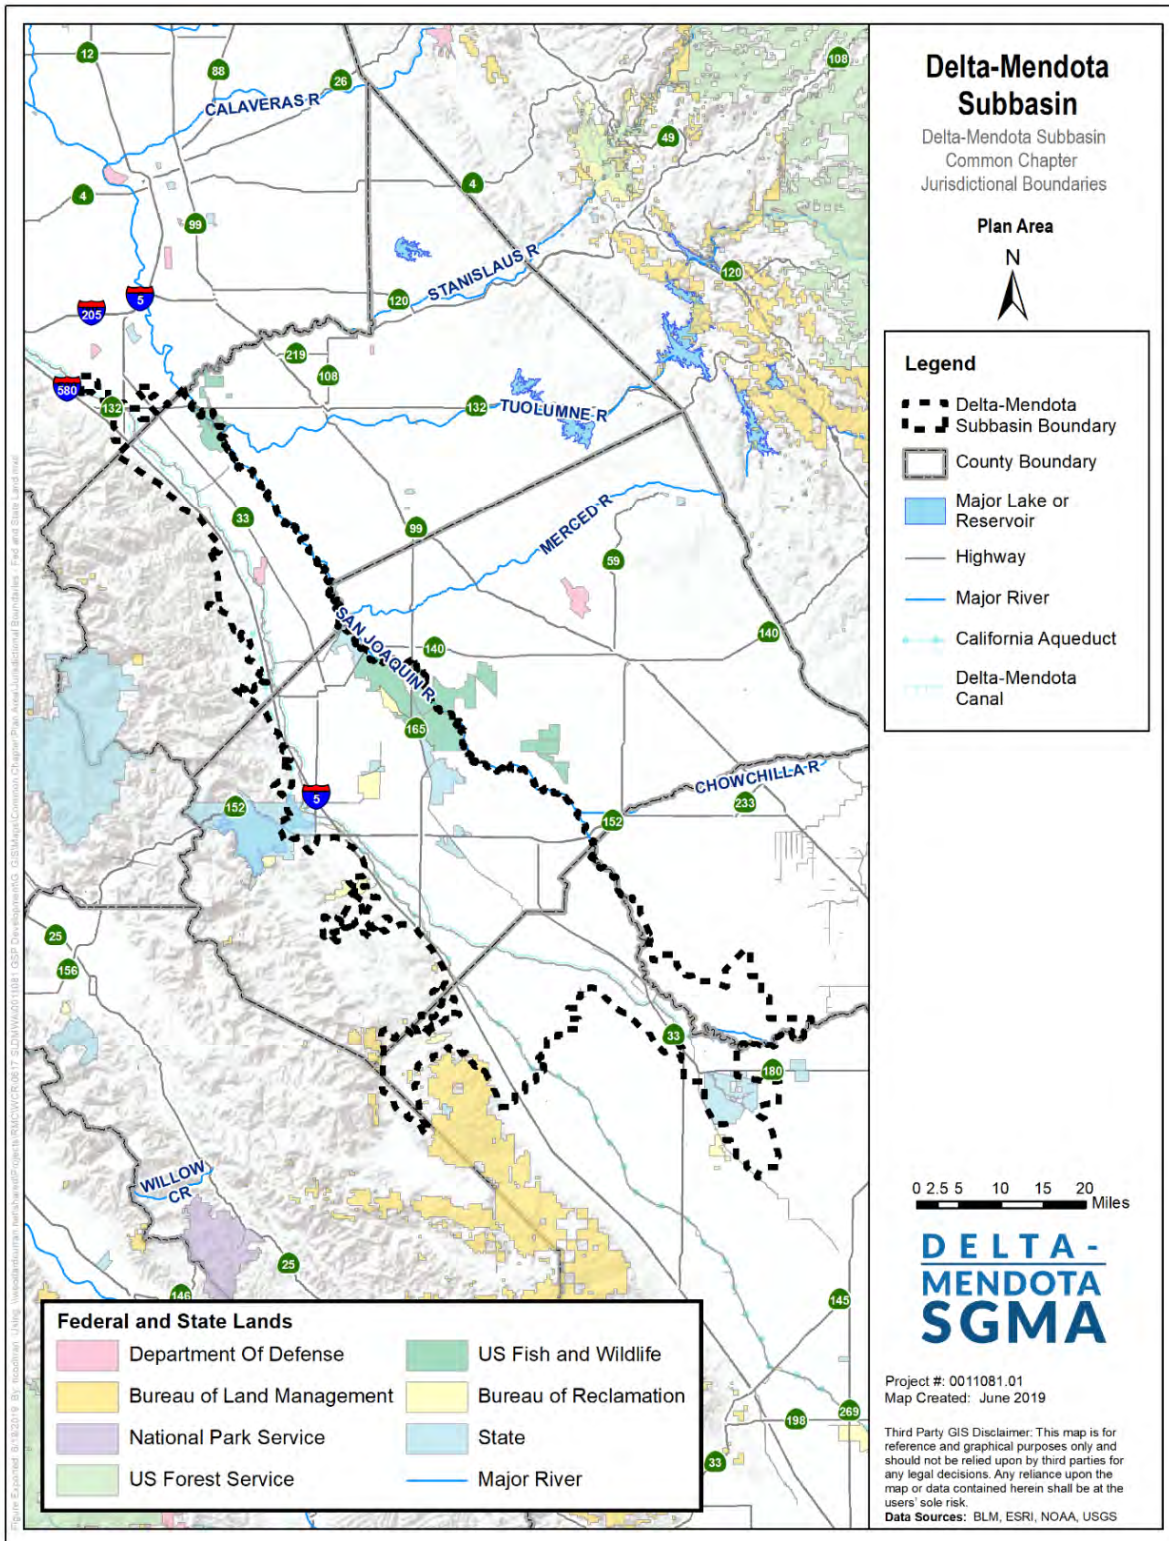 Delta-Mendota
Subbasin
Delta-Mendota Subbasin
Common Chapter
Jurisdictional Boundaries
Plan Area
N
Legend
Delta-Mendota
Subbasin Boundary
County Boundary
Major Lake or
Reservoir
Highway
Major River
California Aqueduct
Delta-Mendota
Canal
0 2.5 5 10 15 20
Miles
DELTA-
MENDOTA
SGMA
Project #: 0011081.01
Map Created: June 2019
Third Party GIS Disclaimer: This map is for
reference and graphical purposes only and
should not be relied upon by third parties for
any legal decisions. Any reliance upon the
map or data contained herein shall be at the
users' sole risk.
Data Sources: BLM, ESRI, NOAA, USGS
12
88
26
108
CALAVERAS R
49
4
4
99
STANISLAUS R
120
5
205
120
219
108
580
132
132
TUOLUMNE R
33
99
MERCED R
59
SAN JOAQUIN R
140
140
165
CHOWCHILLA R
5
152
233
152
25
156
33
180
WILLOW
CR
25
146
145
198
269
33
Federal and State Lands
Department Of Defense
Bureau of Land Management
National Park Service
US Forest Service
US Fish and Wildlife
Bureau of Reclamation
State
Major River